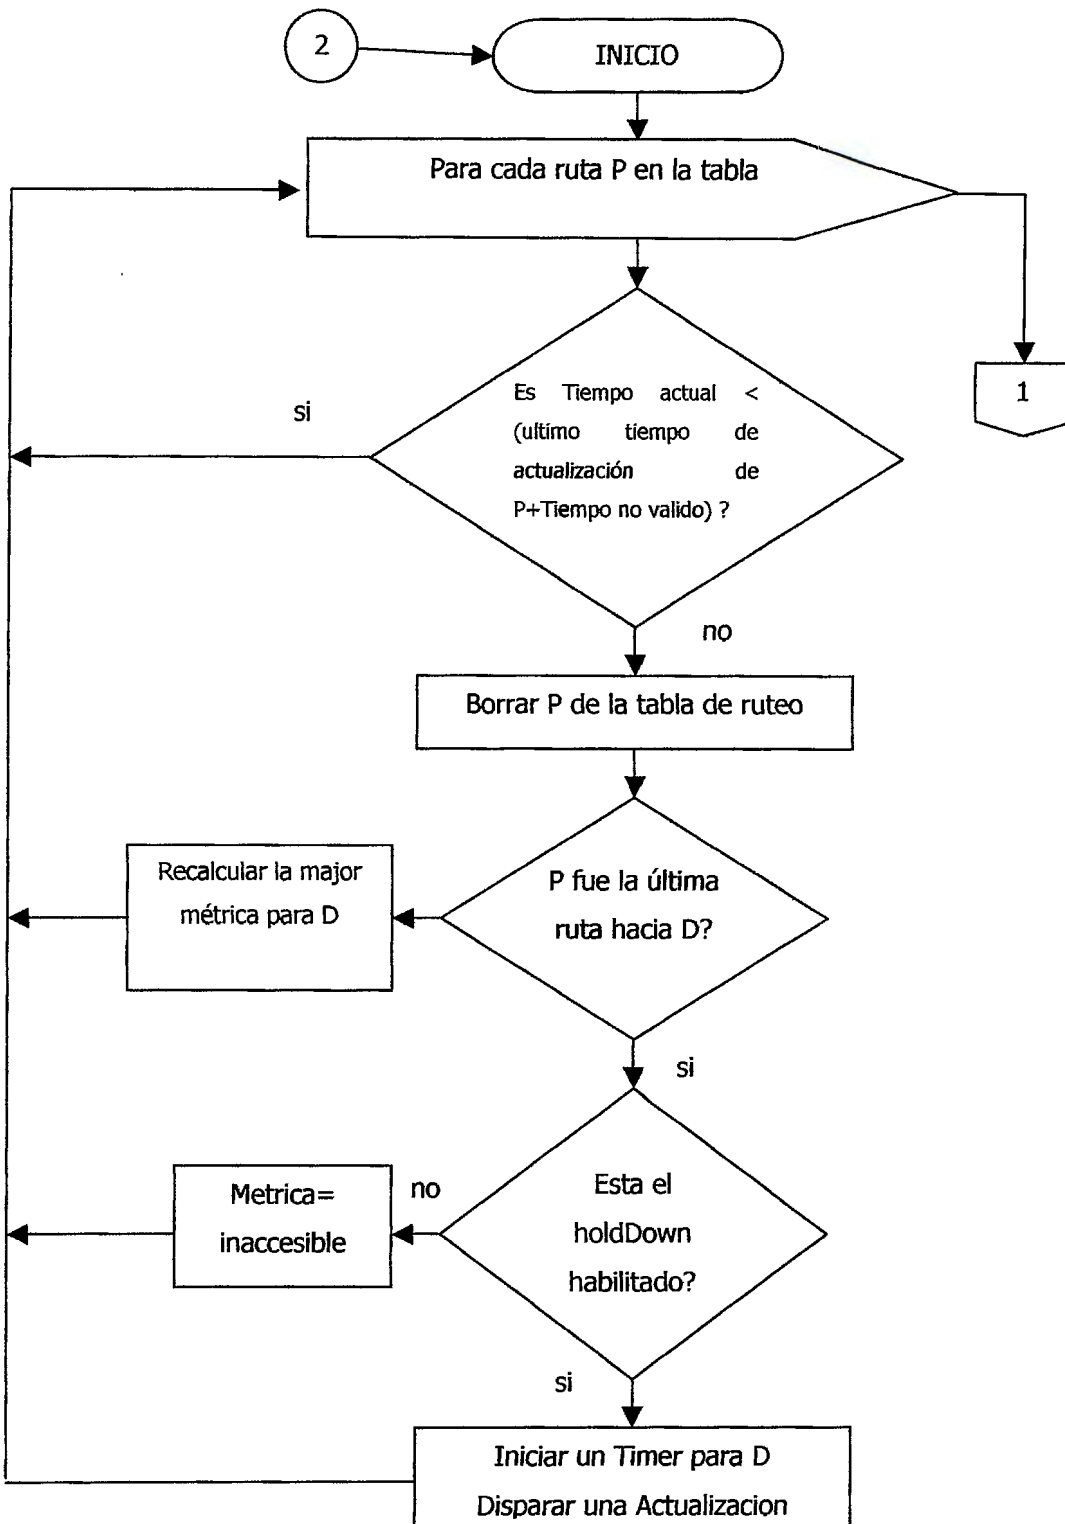 2
INICIO
Para cada ruta P en la tabla
1
si
Es Tiempo actual <
(ultimo tiempo de
actualización de
P+Tiempo no valido) ?
no
Borrar P de la tabla de ruteo
Recalcular la major
métrica para D
P fue la última
ruta hacia D?
si
Metrica=
inaccesible
no
Esta el
holdDown
habilitado?
si
Iniciar un Timer para D
Disparar una Actualizacion